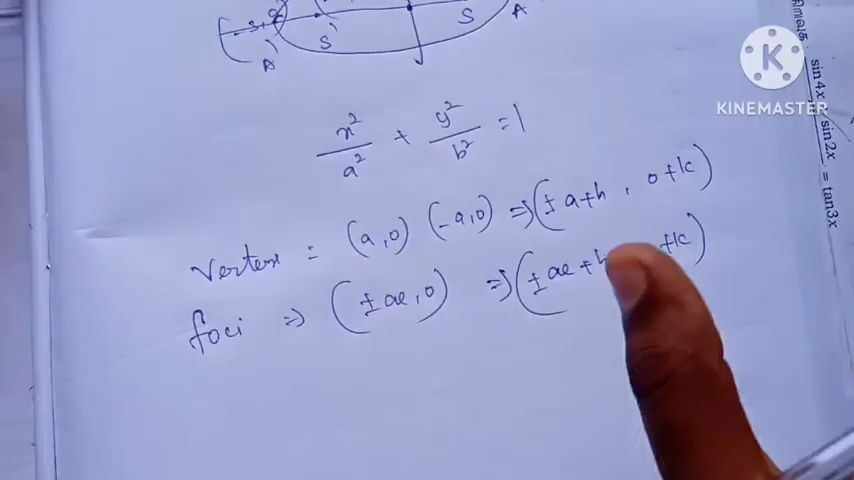 K
KINEMASTER
S A
S'
A'
x²/a² + y²/b² = 1
Vertex = (a,0) (-a,0) ⇒ (±a+h, 0+k)
foci ⇒ (±ae,0) ⇒ (±ae+h +k)
sin4x sin2x = tan3x